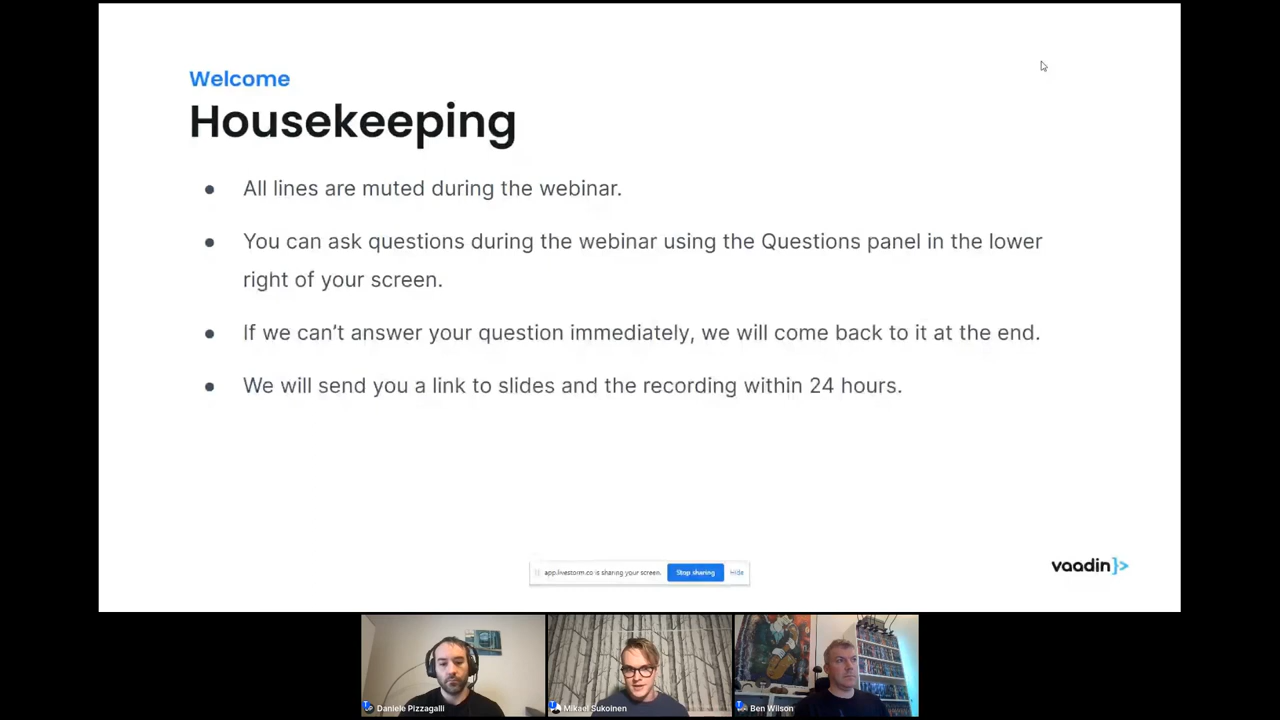 Welcome
Housekeeping
● All lines are muted during the webinar.
● You can ask questions during the webinar using the Questions panel in the lower
right of your screen.
● If we can’t answer your question immediately, we will come back to it at the end.
● We will send you a link to slides and the recording within 24 hours.
vaadin}>
app.livestorm.co is sharing your screen. Stop sharing Hide
Daniele Pizzagalli
Mikael Sukoinen
Ben Wilson